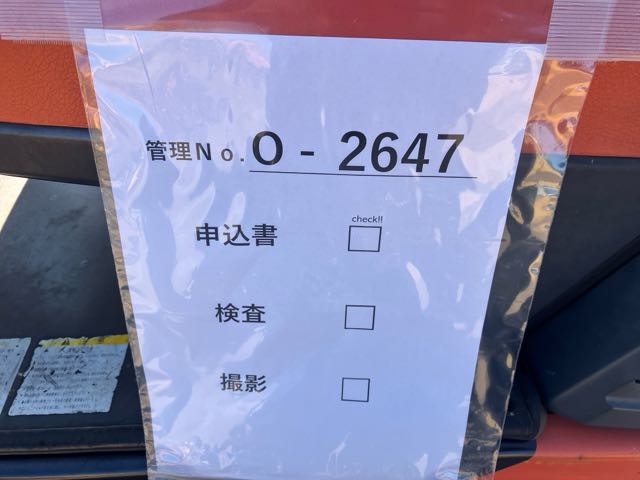 管理No.O - 2647
check!!
申込書 □
検査 □
撮影 □